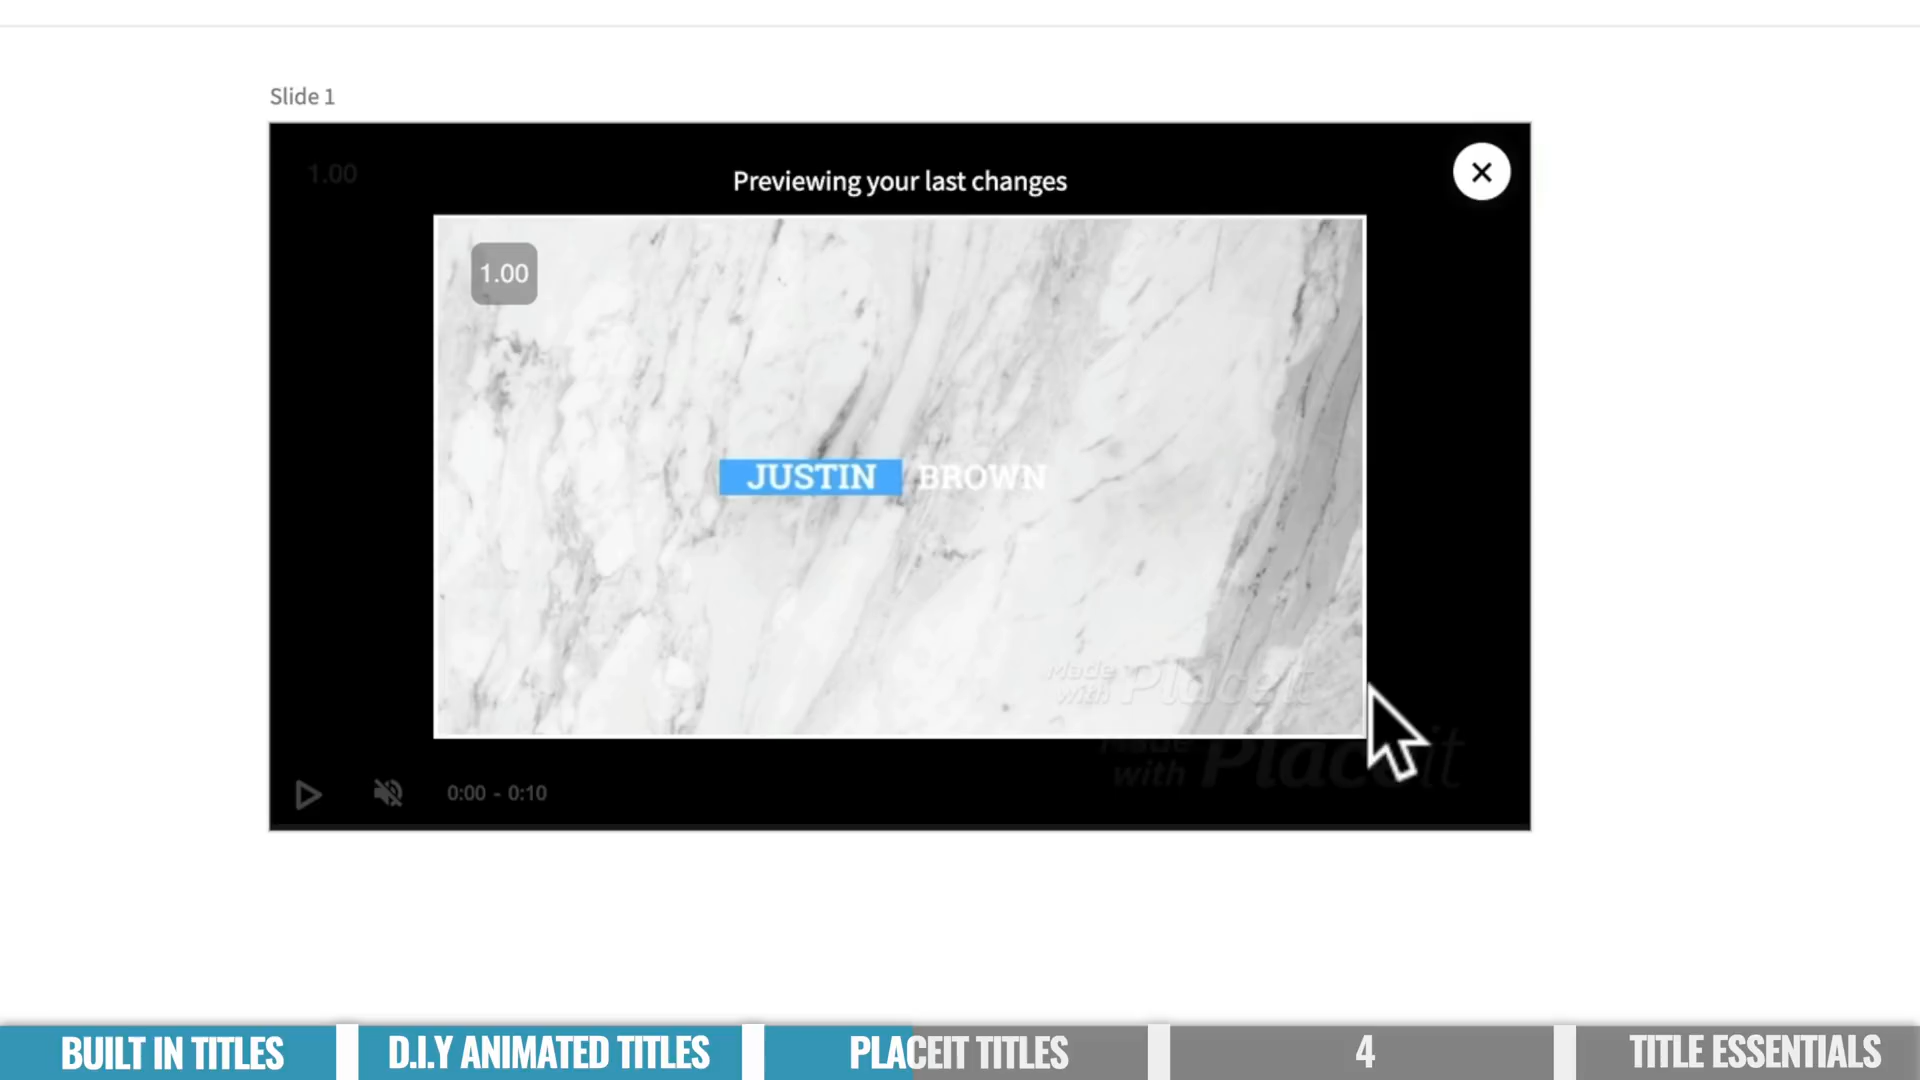 Slide 1
1.00
Previewing your last changes
1.00
JUSTIN BROWN
Made with Placeit
Made with Placeit
0:00 - 0:10
BUILT IN TITLES
D.I.Y ANIMATED TITLES
PLACEIT TITLES
4
TITLE ESSENTIALS